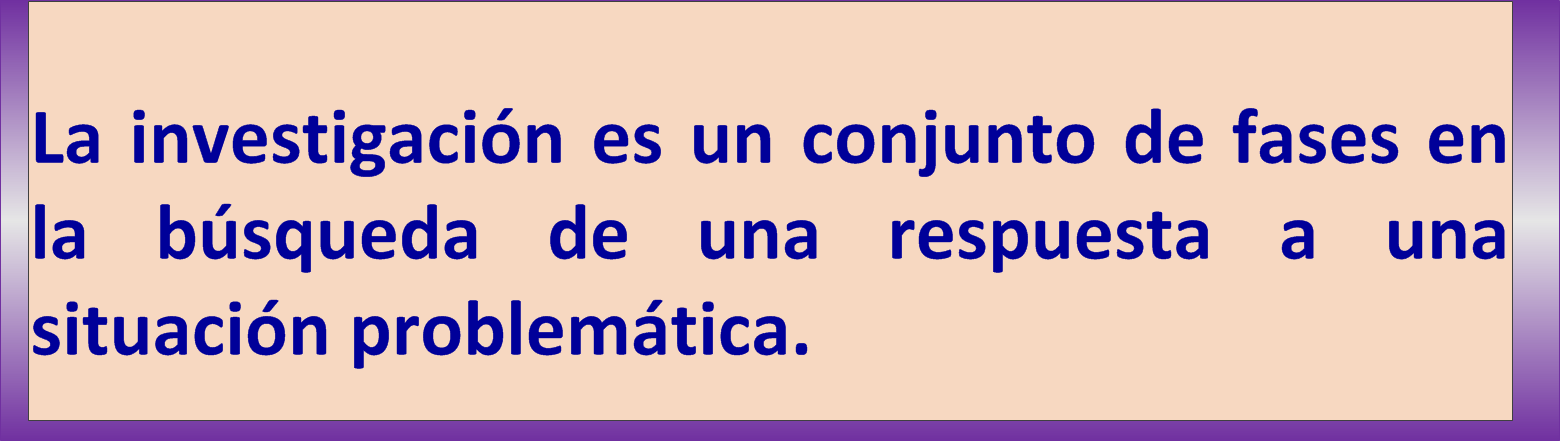 La investigación es un conjunto de fases en
la búsqueda de una respuesta a una
situación problemática.